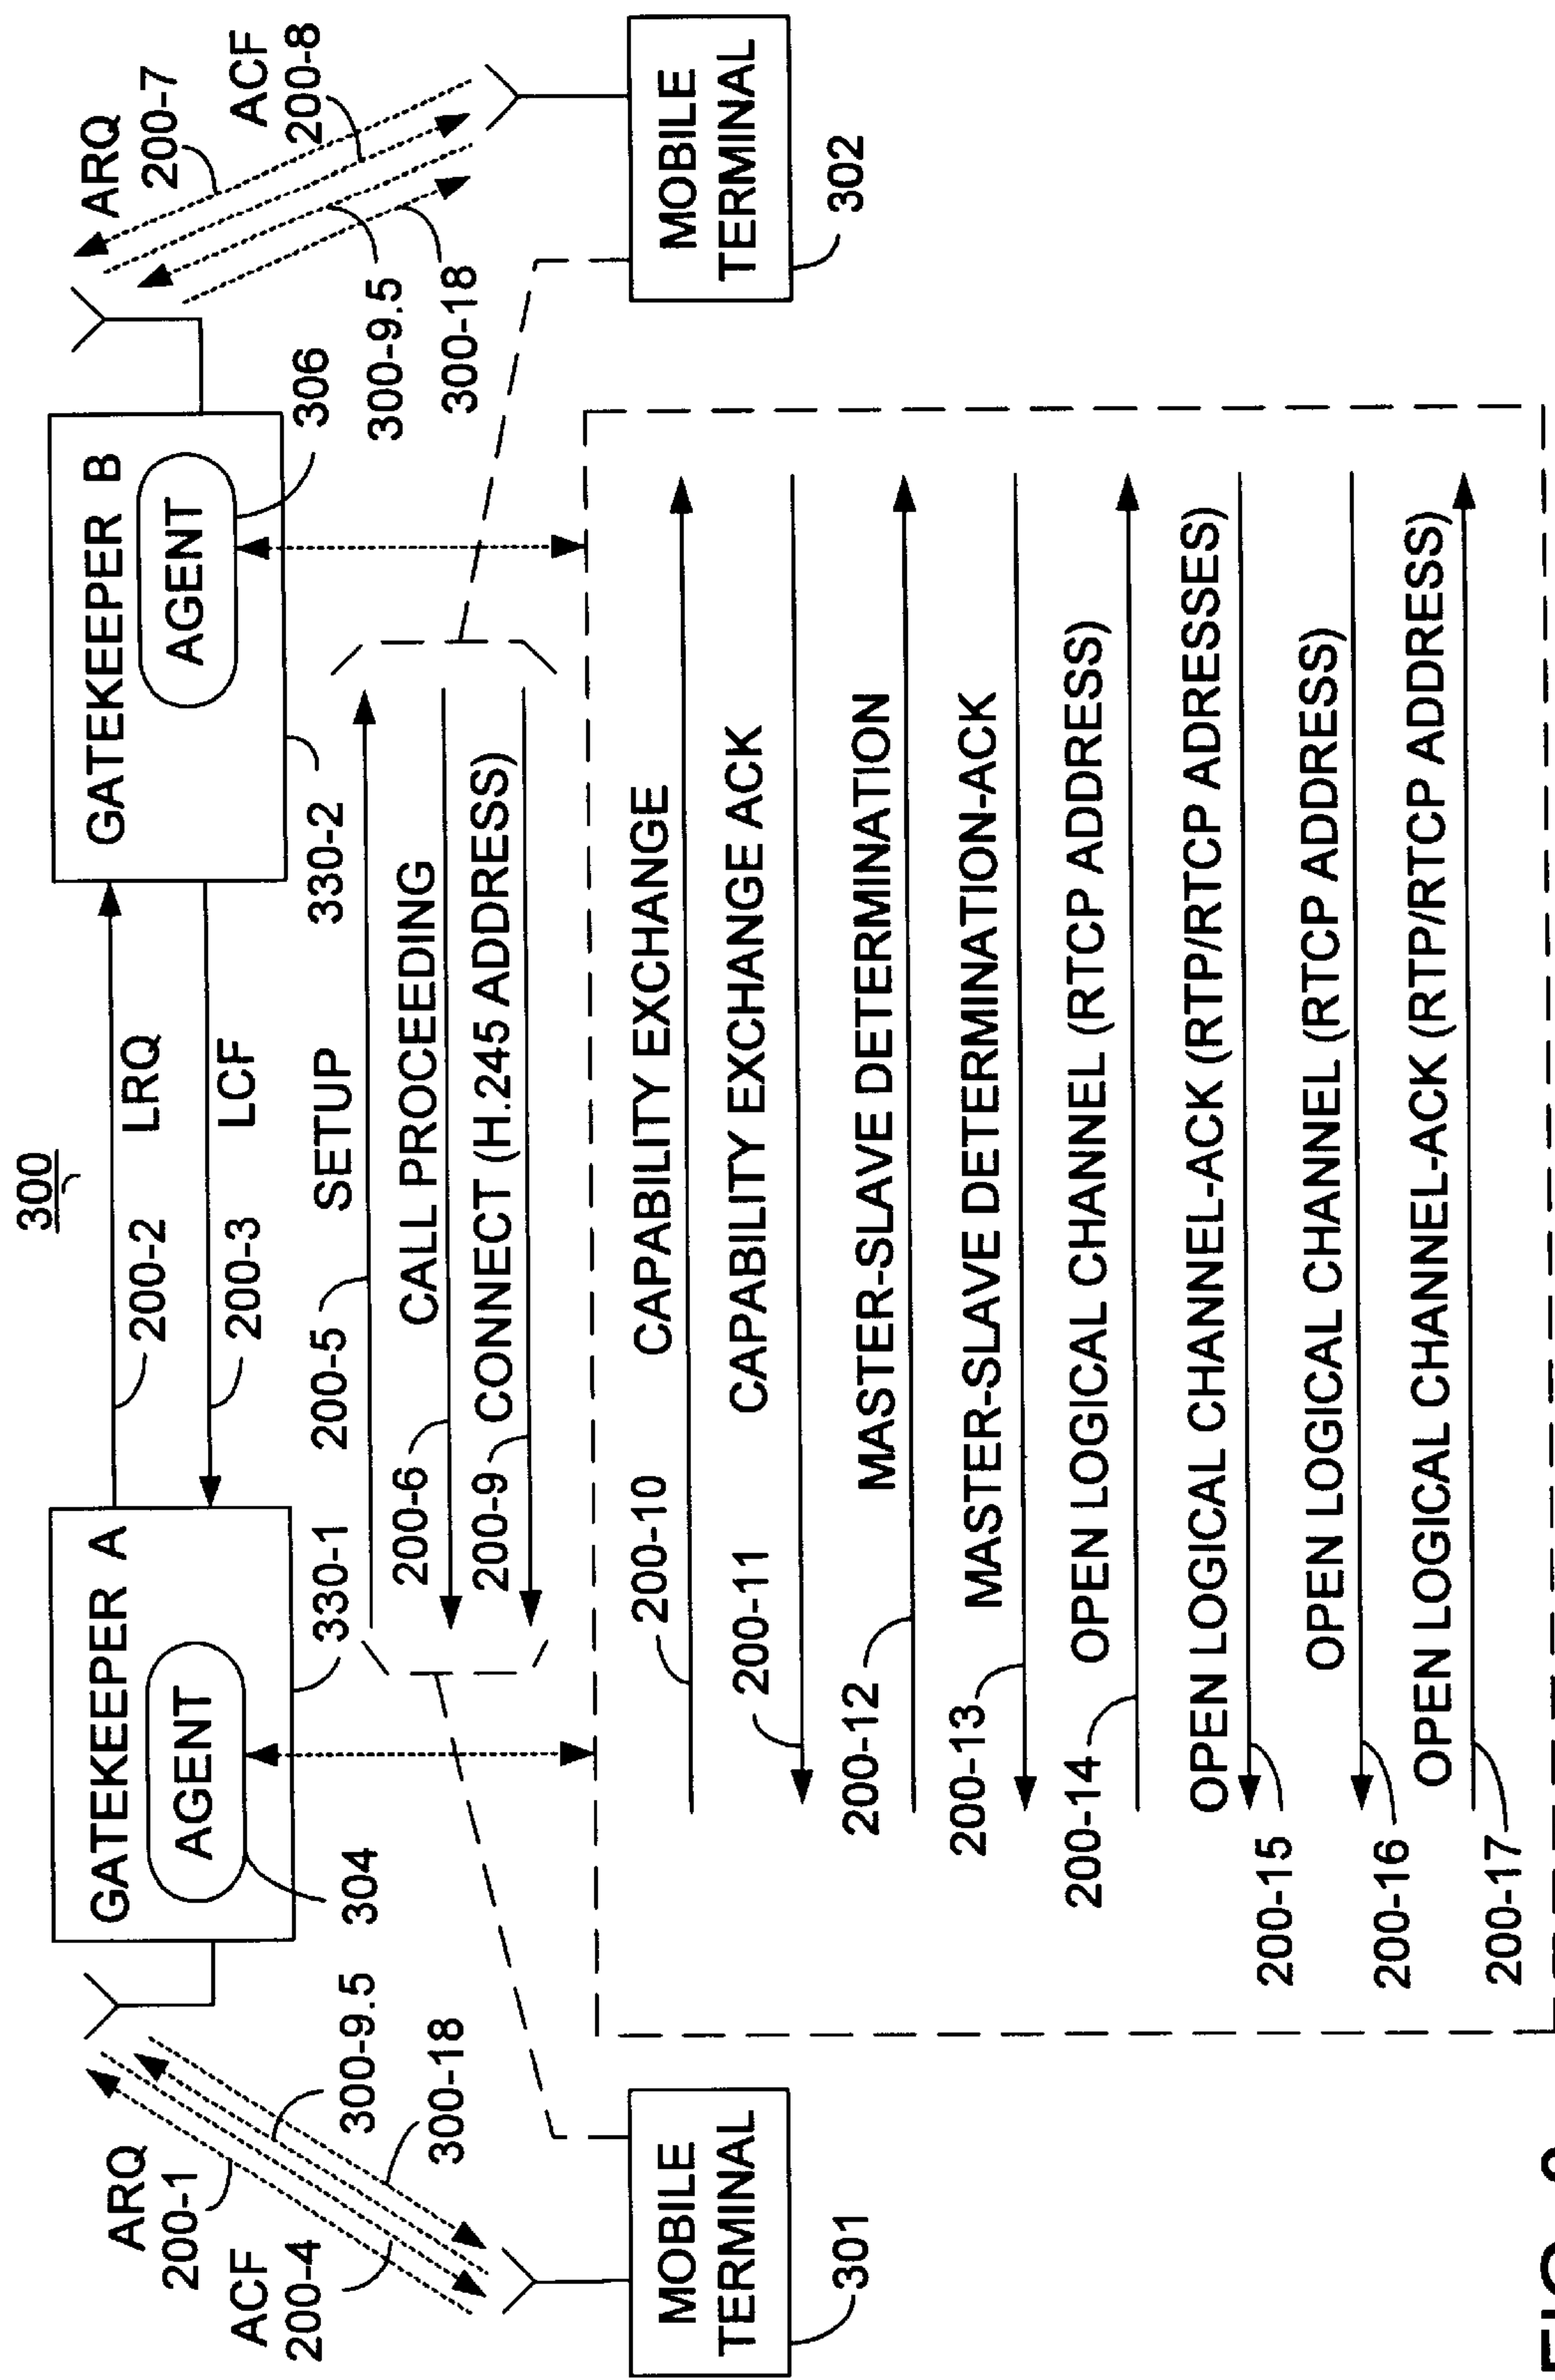 300
GATEKEEPER A
AGENT
304
330-1
GATEKEEPER B
AGENT
306
330-2
200-2
LRQ
200-3
LCF
ARQ
200-1
ACF
200-4
300-9.5
300-18
ARQ
200-7
ACF
200-8
300-9.5
300-18
MOBILE
TERMINAL
301
MOBILE
TERMINAL
302
200-5
SETUP
200-6
CALL PROCEEDING
200-9
CONNECT (H.245 ADDRESS)
200-10
CAPABILITY EXCHANGE
200-11
CAPABILITY EXCHANGE ACK
200-12
MASTER-SLAVE DETERMINATION
200-13
MASTER-SLAVE DETERMINATION-ACK
200-14
OPEN LOGICAL CHANNEL (RTCP ADDRESS)
OPEN LOGICAL CHANNEL-ACK (RTP/RTCP ADRESSES)
200-15
OPEN LOGICAL CHANNEL (RTCP ADDRESS)
200-16
OPEN LOGICAL CHANNEL-ACK (RTP/RTCP ADDRESS)
200-17